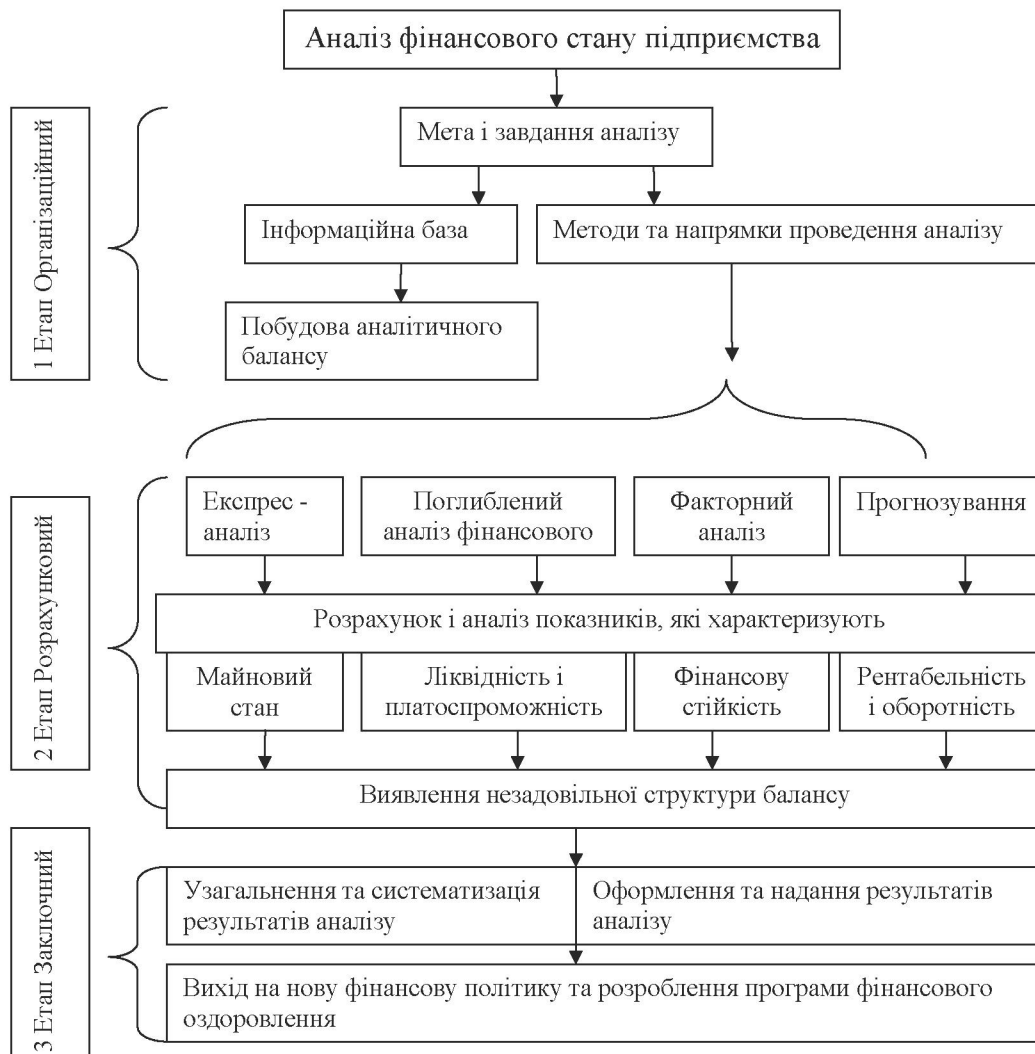 Аналіз фінансового стану підприємства
1 Етап Організаційний
Мета і завдання аналізу
Інформаційна база
Методи та напрямки проведення аналізу
Побудова аналітичного
балансу
2 Етап Розрахунковий
Експрес -
аналіз
Поглиблений
аналіз фінансового
Факторний
аналіз
Прогнозування
Розрахунок і аналіз показників, які характеризують
Майновий
стан
Ліквідність і
платоспроможність
Фінансову
стійкість
Рентабельність
і оборотність
Виявлення незадовільної структури балансу
3 Етап Заключний
Узагальнення та систематизація
результатів аналізу
Оформлення та надання результатів
аналізу
Вихід на нову фінансову політику та розроблення програми фінансового
оздоровлення